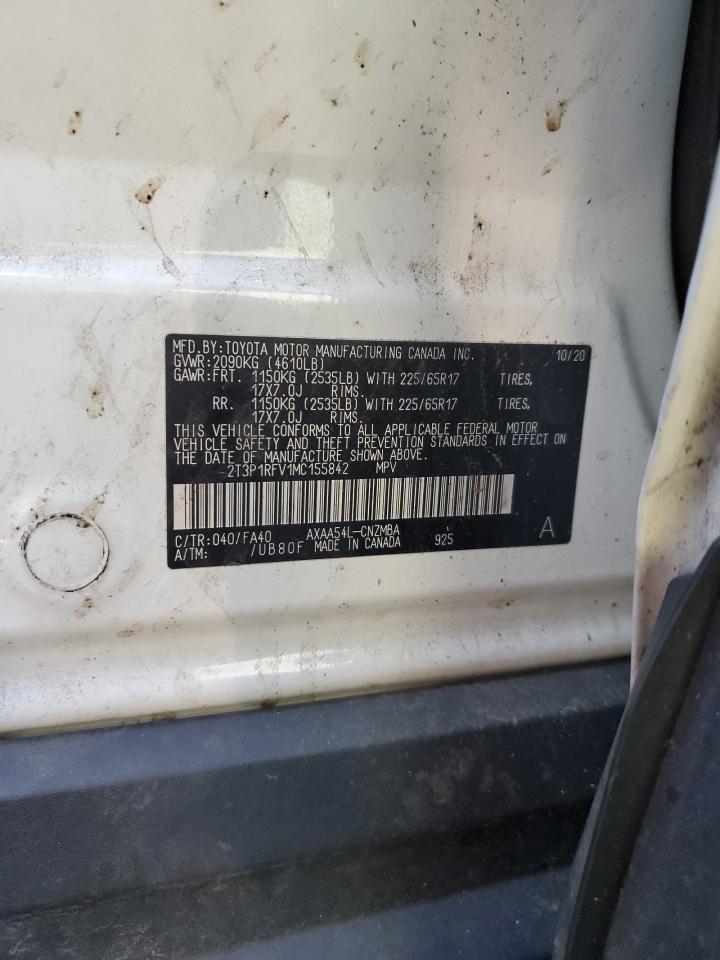 MFD.BY:TOYOTA MOTOR MANUFACTURING CANADA INC. 10/20
GVWR:2090KG (4610LB)
GAWR:FRT. 1150KG (2535LB) WITH 225/65R17 TIRES,
17X7.0J RIMS.
RR. 1150KG (2535LB) WITH 225/65R17 TIRES,
17X7.0J RIMS.
THIS VEHICLE CONFORMS TO ALL APPLICABLE FEDERAL MOTOR
VEHICLE SAFETY AND THEFT PREVENTION STANDARDS IN EFFECT ON
THE DATE OF MANUFACTURE SHOWN ABOVE.
2T3P1RFV1MC155842 MPV
C/TR:040/FA40 AXAA54L-CNZMBA
A/TM: /UB80F MADE IN CANADA 925 A